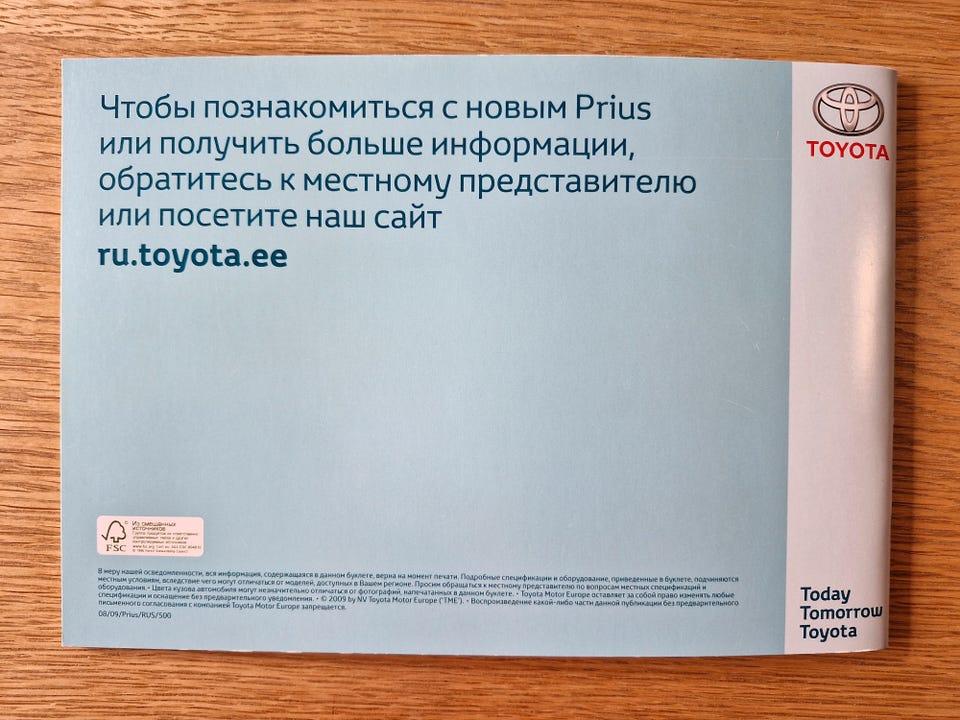 Чтобы познакомиться с новым Prius
или получить больше информации,
обратитесь к местному представителю
или посетите наш сайт
ru.toyota.ee
TOYOTA
FSC
Из смешанных
источников
В меру нашей осведомленности, вся информация, содержащаяся в данном буклете, верна на момент печати. Подробные спецификации и оборудование, приведенные в буклете, подчиняются
местным условиям, вследствие чего могут отличаться от моделей, доступных в Вашем регионе. Просим обращаться к местному представителю по вопросам местных спецификаций и
оборудования. • Цвета кузова автомобиля могут незначительно отличаться от фотографий, напечатанных в данном буклете. • Toyota Motor Europe оставляет за собой право изменять любые
спецификации и оснащение без предварительного уведомления. • © 2009 by NV Toyota Motor Europe ('TME'). • Воспроизведение какой-либо части данной публикации без предварительного
письменного согласования с компанией Toyota Motor Europe запрещается.
08/09/Prius/RUS/500
Today
Tomorrow
Toyota